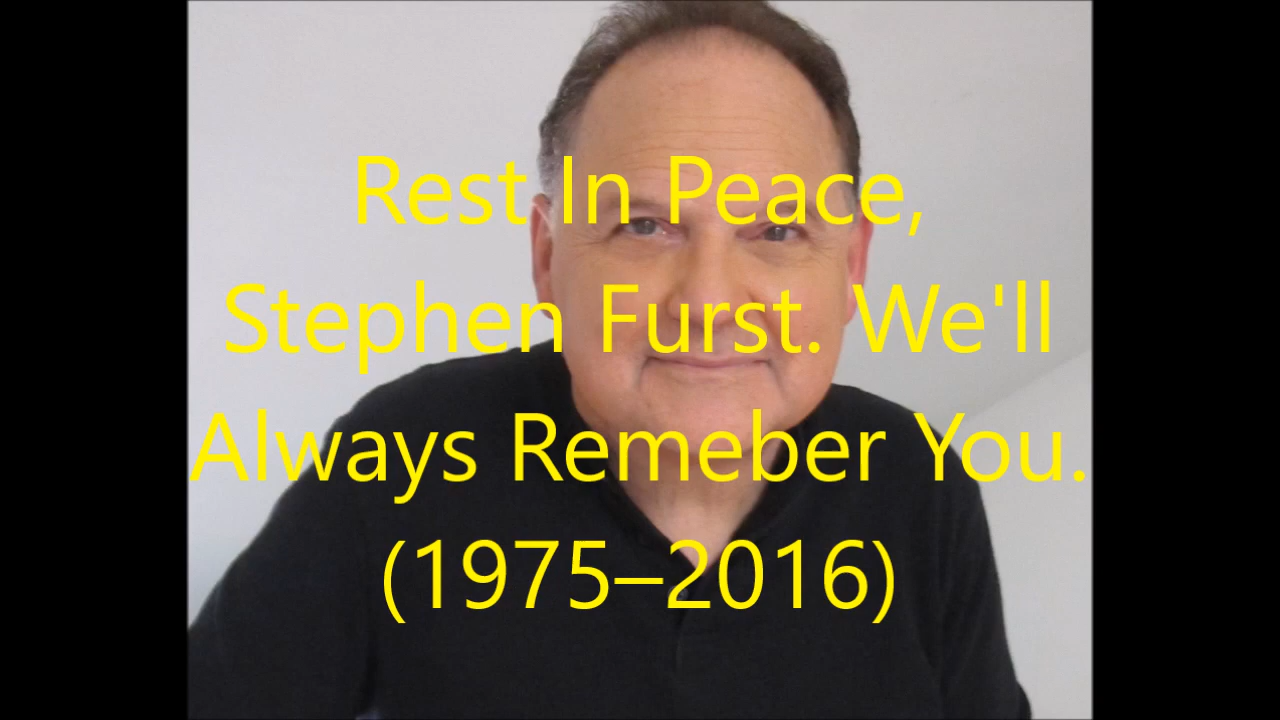 Rest In Peace,
Stephen Furst. We'll
Always Remeber You.
(1975–2016)